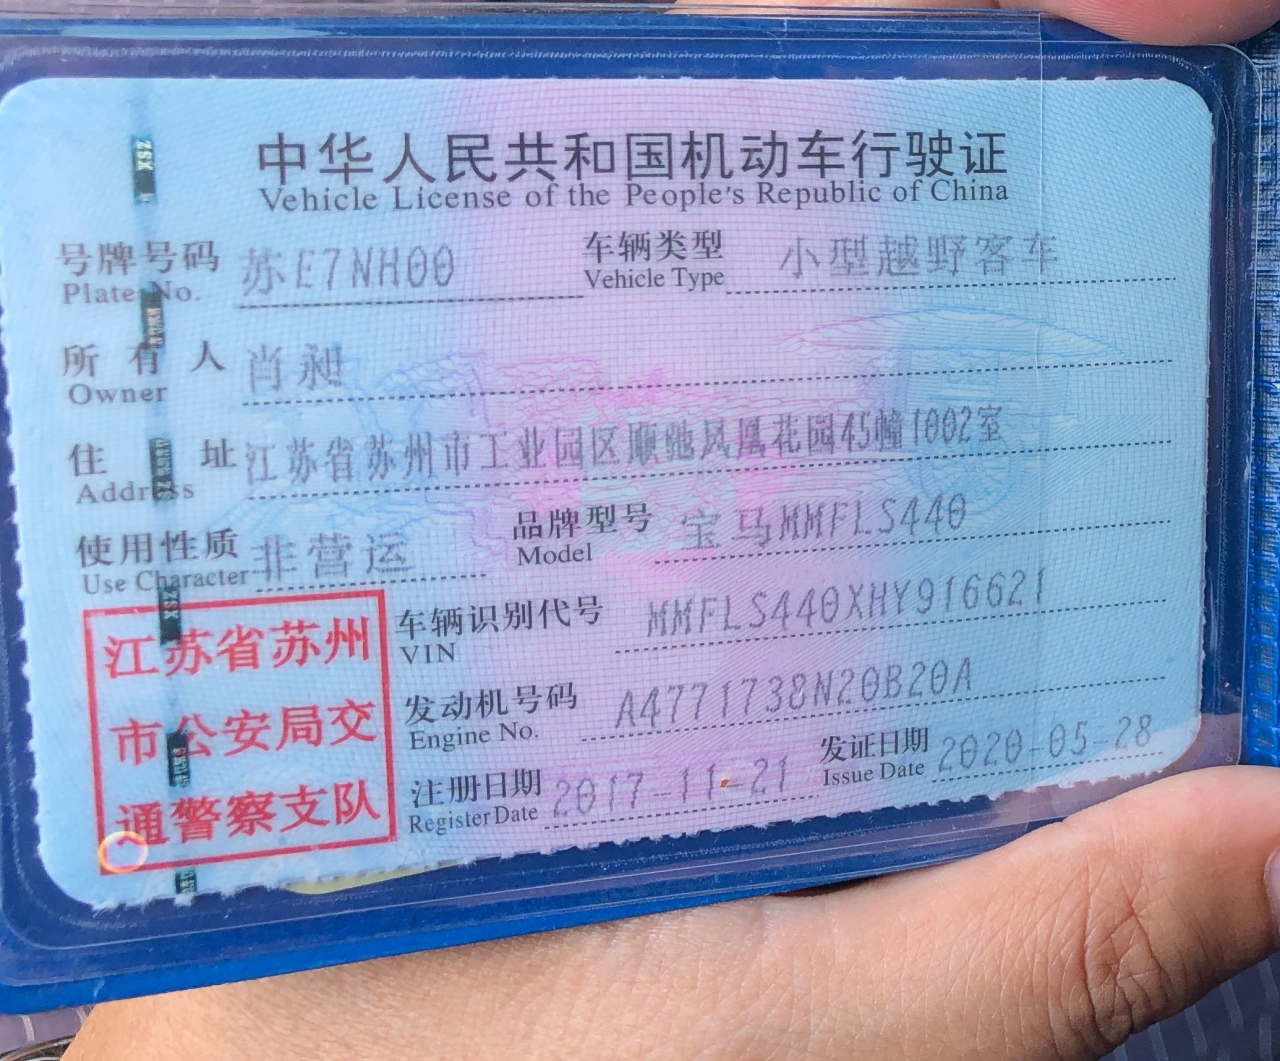 中华人民共和国机动车行驶证
Vehicle License of the People's Republic of China
号牌号码 苏E7NH00 车辆类型 小型越野客车
Plate No. Vehicle Type
所有人 肖昶
Owner
住址 江苏省苏州市工业园区顺驰凤凰花园45幢1002室
Address
使用性质 非营运 品牌型号 宝马MMFLS440
Use Character Model
江苏省苏州
市公安局交
通警察支队
车辆识别代号 MMFLS440XHY916621
VIN
发动机号码 A4771738N20B20A
Engine No.
注册日期 2017-11-21 发证日期 2020-05-28
Register Date Issue Date
XSZ
XSZ